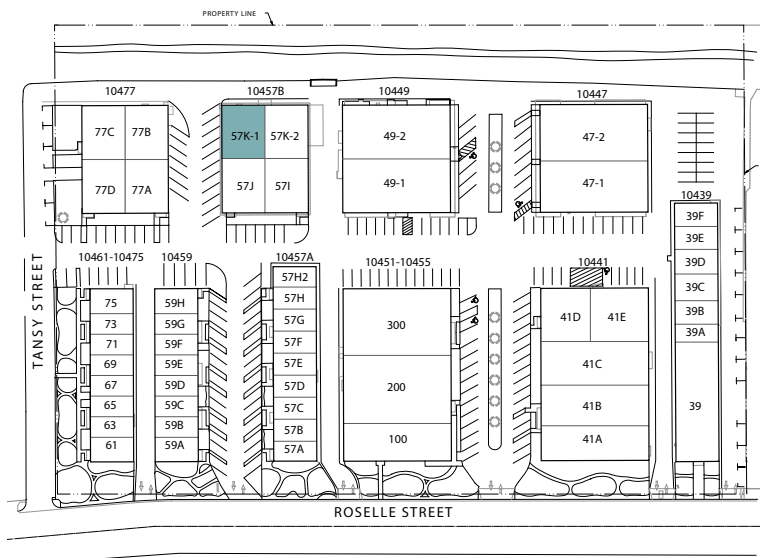 PROPERTY LINE
10477
10457B
10449
10447
77C
77B
57K-1
57K-2
49-2
47-2
77D
77A
57J
57I
49-1
47-1
10439
39F
39E
39D
39C
39B
39A
39
TANSY STREET
10461-10475
10459
10457A
10451-10455
10441
75
73
71
69
67
65
63
61
59H
59G
59F
59E
59D
59C
59B
59A
57H2
57H
57G
57F
57E
57D
57C
57B
57A
300
200
100
41D
41E
41C
41B
41A
ROSELLE STREET